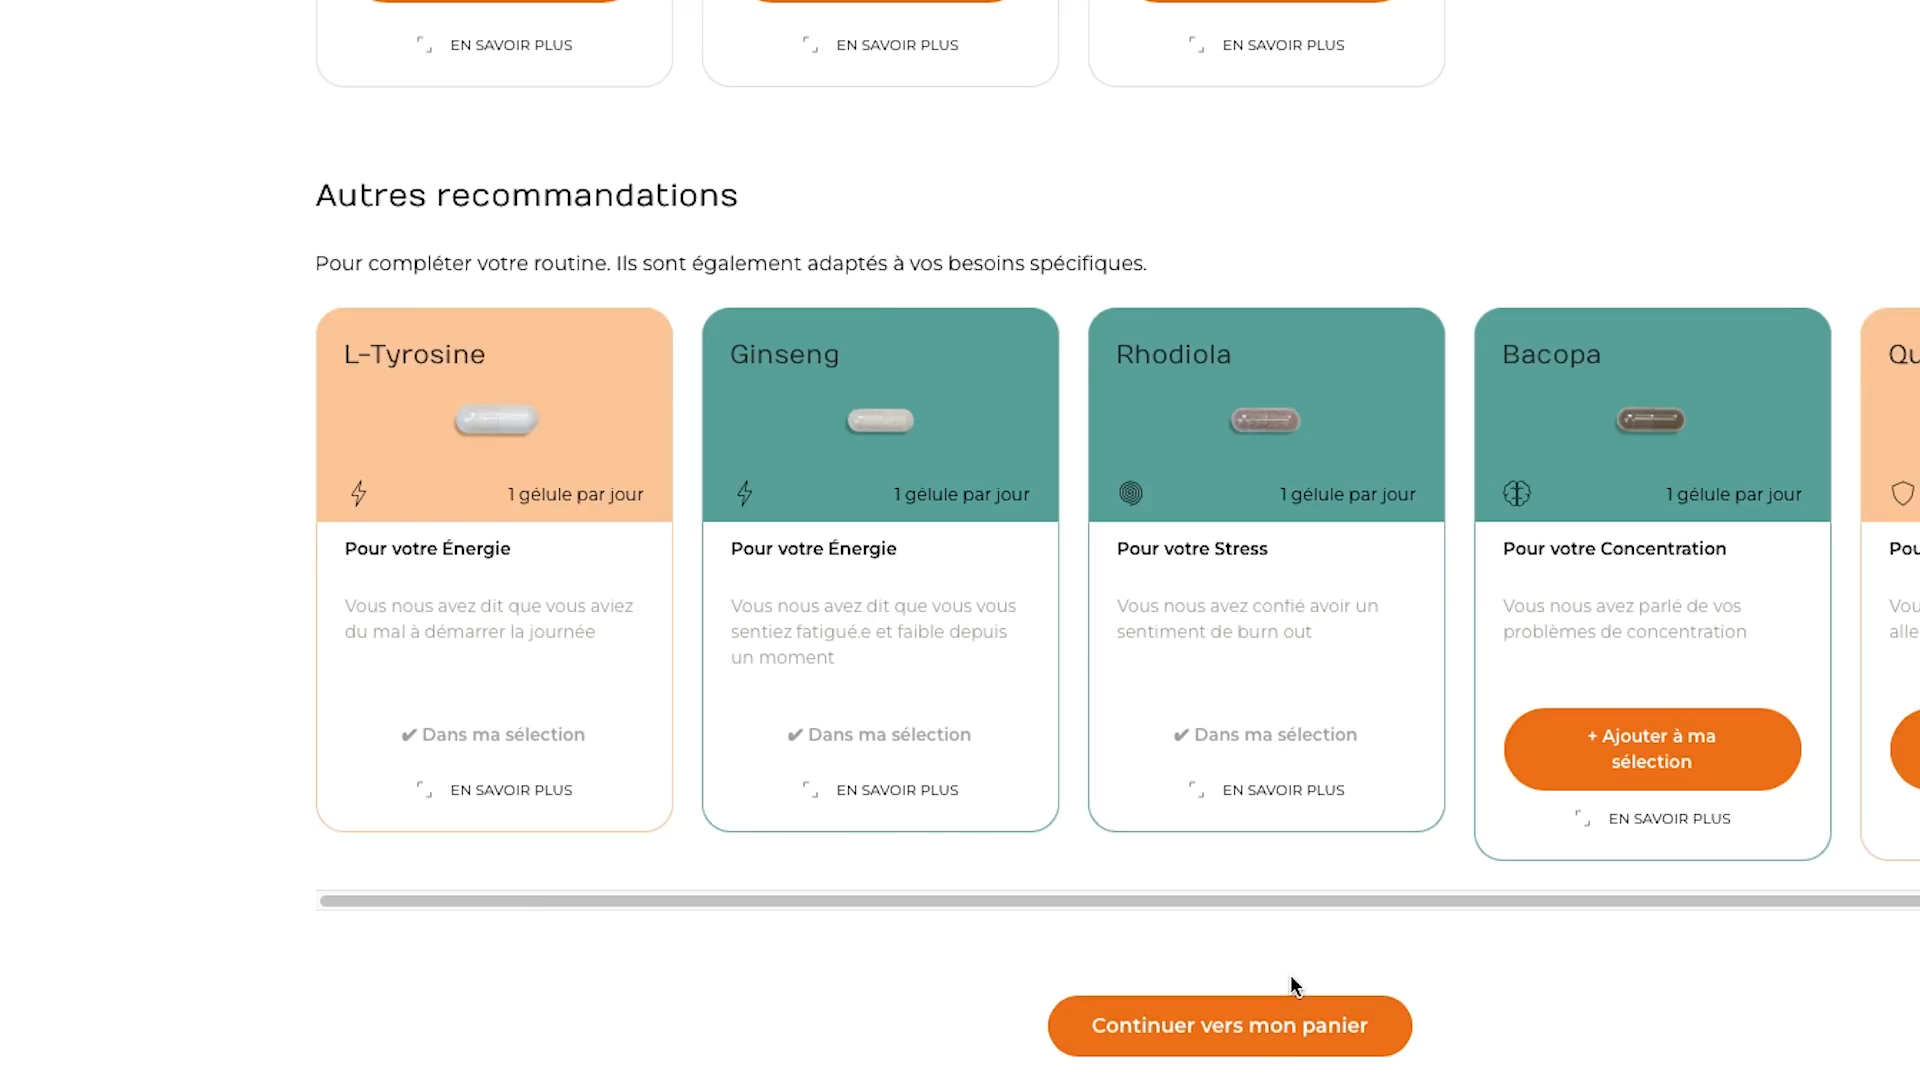 EN SAVOIR PLUS
EN SAVOIR PLUS
EN SAVOIR PLUS
Autres recommandations
Pour compléter votre routine. Ils sont également adaptés à vos besoins spécifiques.
L-Tyrosine
1 gélule par jour
Pour votre Énergie
Vous nous avez dit que vous aviez
du mal à démarrer la journée
✔ Dans ma sélection
EN SAVOIR PLUS
Ginseng
1 gélule par jour
Pour votre Énergie
Vous nous avez dit que vous vous
sentiez fatigué.e et faible depuis
un moment
✔ Dans ma sélection
EN SAVOIR PLUS
Rhodiola
1 gélule par jour
Pour votre Stress
Vous nous avez confié avoir un
sentiment de burn out
✔ Dans ma sélection
EN SAVOIR PLUS
Bacopa
1 gélule par jour
Pour votre Concentration
Vous nous avez parlé de vos
problèmes de concentration
+ Ajouter à ma
sélection
EN SAVOIR PLUS
Qu
Pou
Vou
alle
Continuer vers mon panier